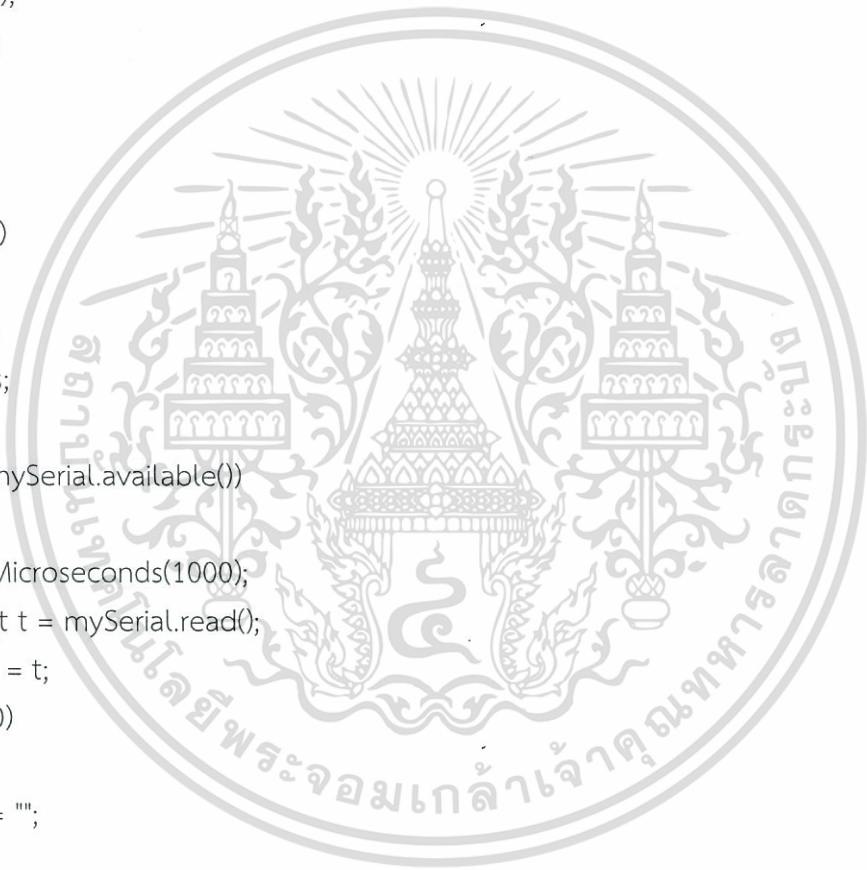 );
)
s;
mySerial.available())
Microseconds(1000);
t t = mySerial.read();
= t;
))
= "";
สถาบันเทคโนโลยีพระจอมเกล้าเจ้าคุณทหารลาดกระบัง